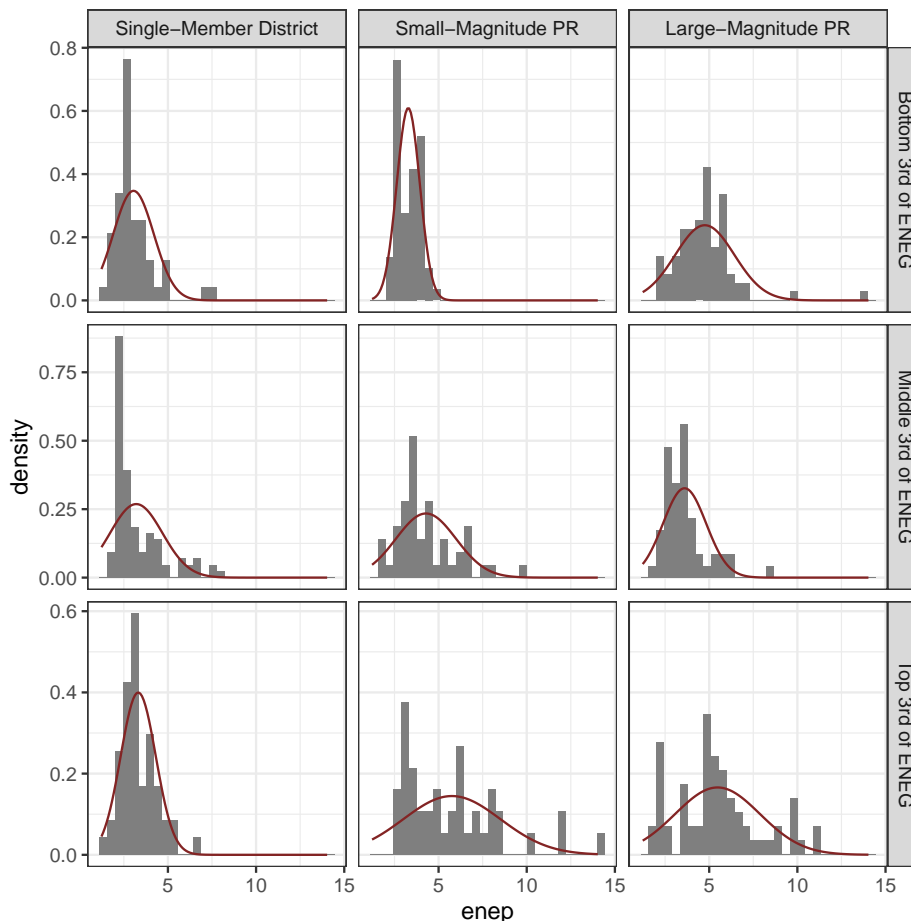 Single−Member District
Small−Magnitude PR
Large−Magnitude PR
0.8
0.6
0.4
0.2
0.0
Bottom 3rd of ENEG
0.75
0.50
0.25
0.00
Middle 3rd of ENEG
0.6
0.4
0.2
0.0
Top 3rd of ENEG
density
5
10
15
5
10
15
5
10
15
enep